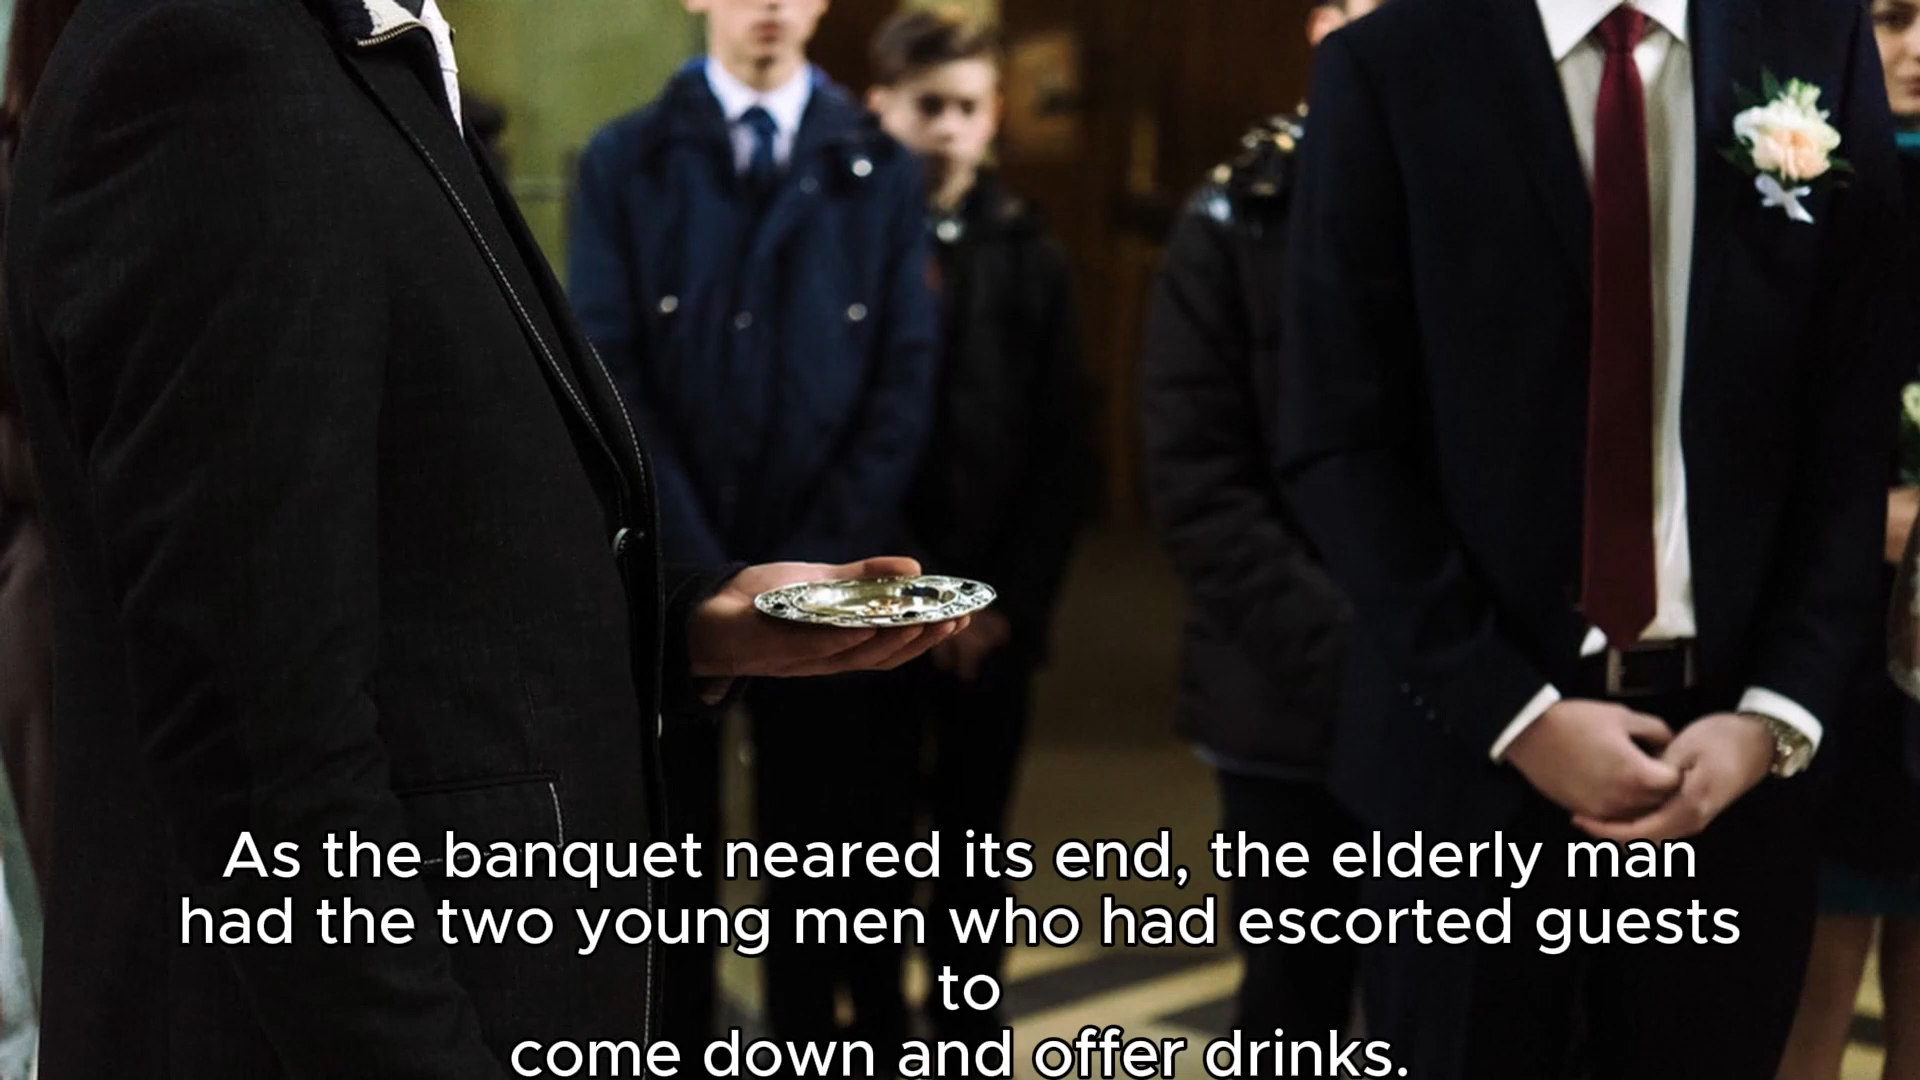 As the banquet neared its end, the elderly man
had the two young men who had escorted guests
to
come down and offer drinks.